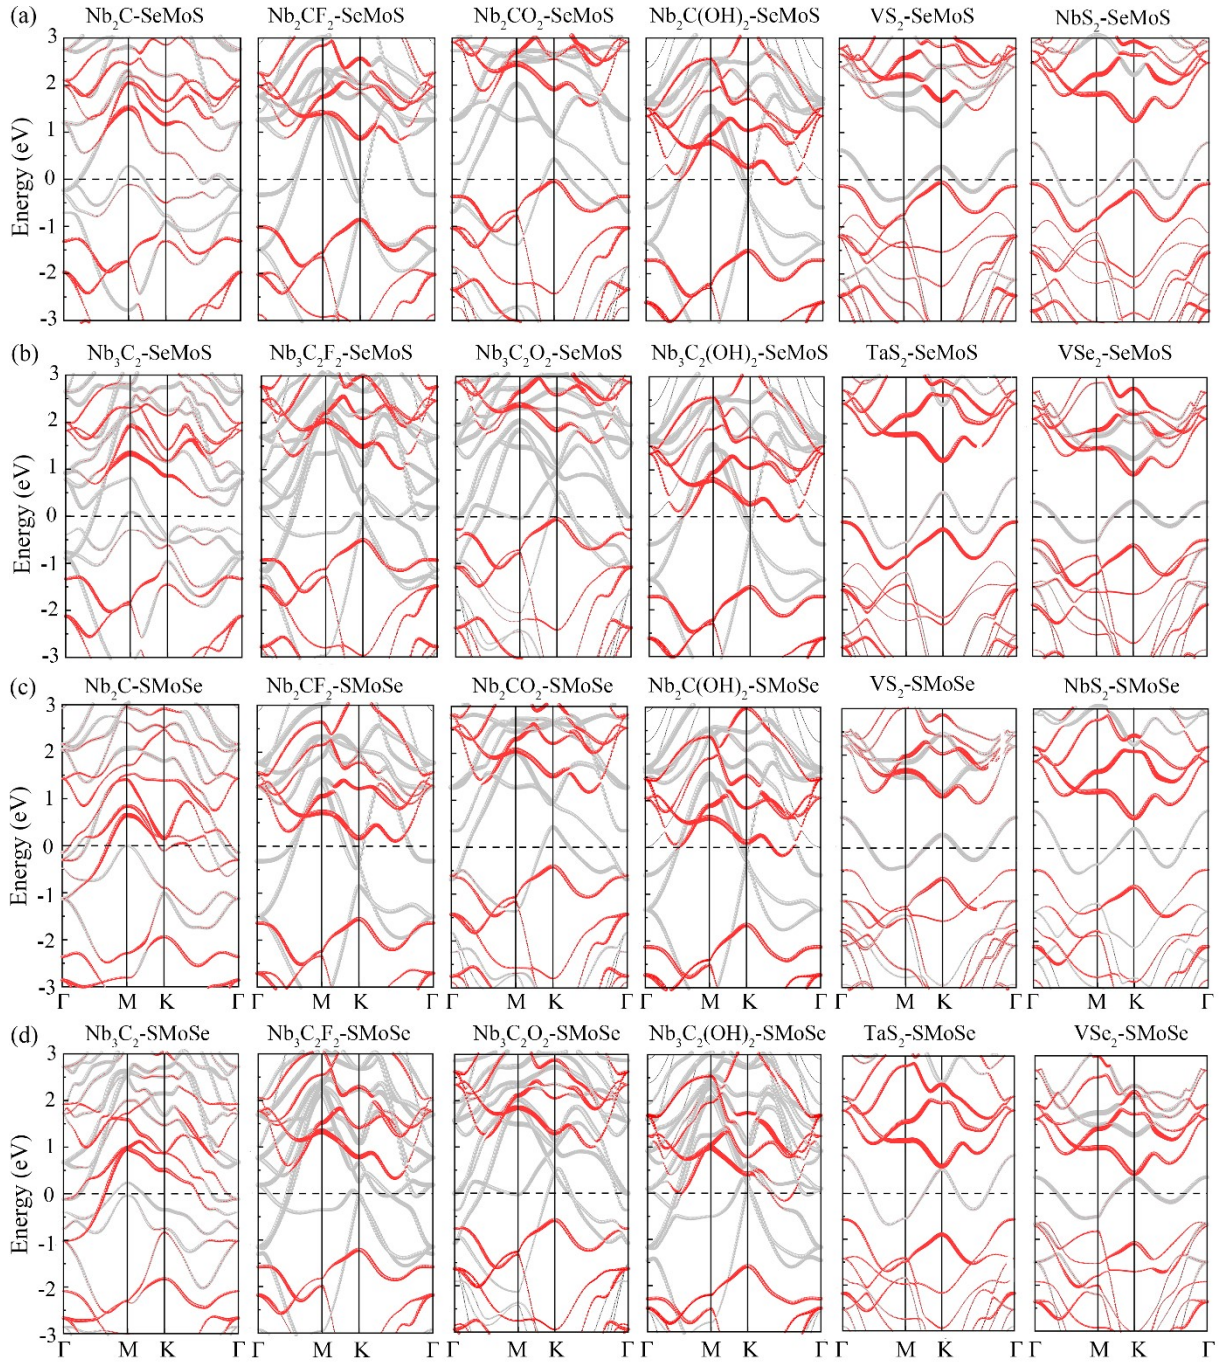 (a) Nb₂C-SeMoS Nb₂CF₂-SeMoS Nb₂CO₂-SeMoS Nb₂C(OH)₂-SeMoS VS₂-SeMoS NbS₂-SeMoS
3
2
1
0
-1
-2
-3
Energy (eV)
(b) Nb₃C₂-SeMoS Nb₃C₂F₂-SeMoS Nb₃C₂O₂-SeMoS Nb₃C₂(OH)₂-SeMoS TaS₂-SeMoS VSe₂-SeMoS
3
2
1
0
-1
-2
-3
Energy (eV)
(c) Nb₂C-SMoSe Nb₂CF₂-SMoSe Nb₂CO₂-SMoSe Nb₂C(OH)₂-SMoSe VS₂-SMoSe NbS₂-SMoSe
3
2
1
0
-1
-2
-3
Energy (eV)
Γ M K Γ M K Γ M K Γ M K Γ M K Γ M K Γ
(d) Nb₃C₂-SMoSe Nb₃C₂F₂-SMoSe Nb₃C₂O₂-SMoSe Nb₃C₂(OH)₂-SMoSe TaS₂-SMoSe VSe₂-SMoSe
3
2
1
0
-1
-2
-3
Energy (eV)
Γ M K Γ M K Γ M K Γ M K Γ M K Γ M K Γ